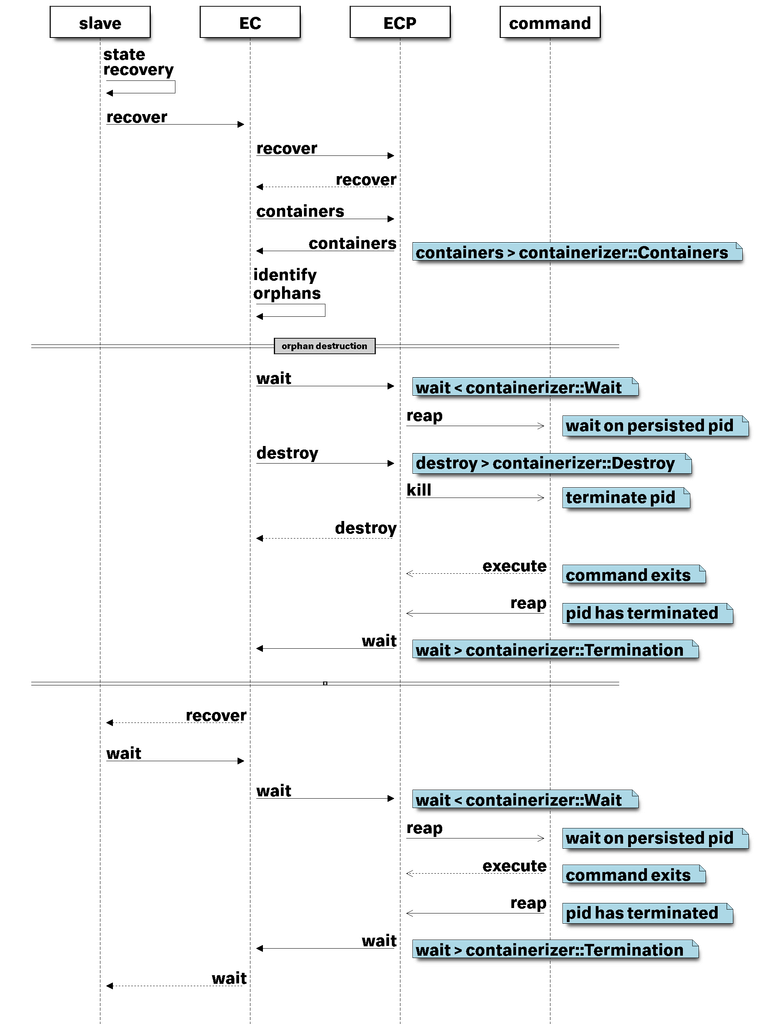 slave
EC
ECP
command
state
recovery
recover
recover
recover
containers
containers
containers > containerizer::Containers
identify
orphans
orphan destruction
wait
wait < containerizer::Wait
reap
wait on persisted pid
destroy
destroy > containerizer::Destroy
kill
terminate pid
destroy
execute
command exits
reap
pid has terminated
wait
wait > containerizer::Termination
recover
wait
wait
wait < containerizer::Wait
reap
wait on persisted pid
execute
command exits
reap
pid has terminated
wait
wait > containerizer::Termination
wait